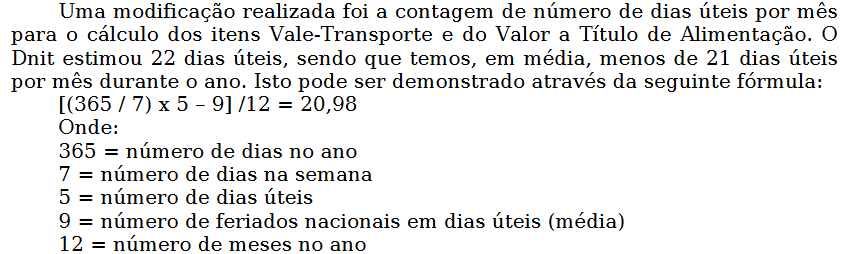 Uma modificação realizada foi a contagem de número de dias úteis por mês
para o cálculo dos itens Vale-Transporte e do Valor a Título de Alimentação. O
Dnit estimou 22 dias úteis, sendo que temos, em média, menos de 21 dias úteis
por mês durante o ano. Isto pode ser demonstrado através da seguinte fórmula:
[(365 / 7) x 5 – 9] /12 = 20,98
Onde:
365 = número de dias no ano
7 = número de dias na semana
5 = número de dias úteis
9 = número de feriados nacionais em dias úteis (média)
12 = número de meses no ano